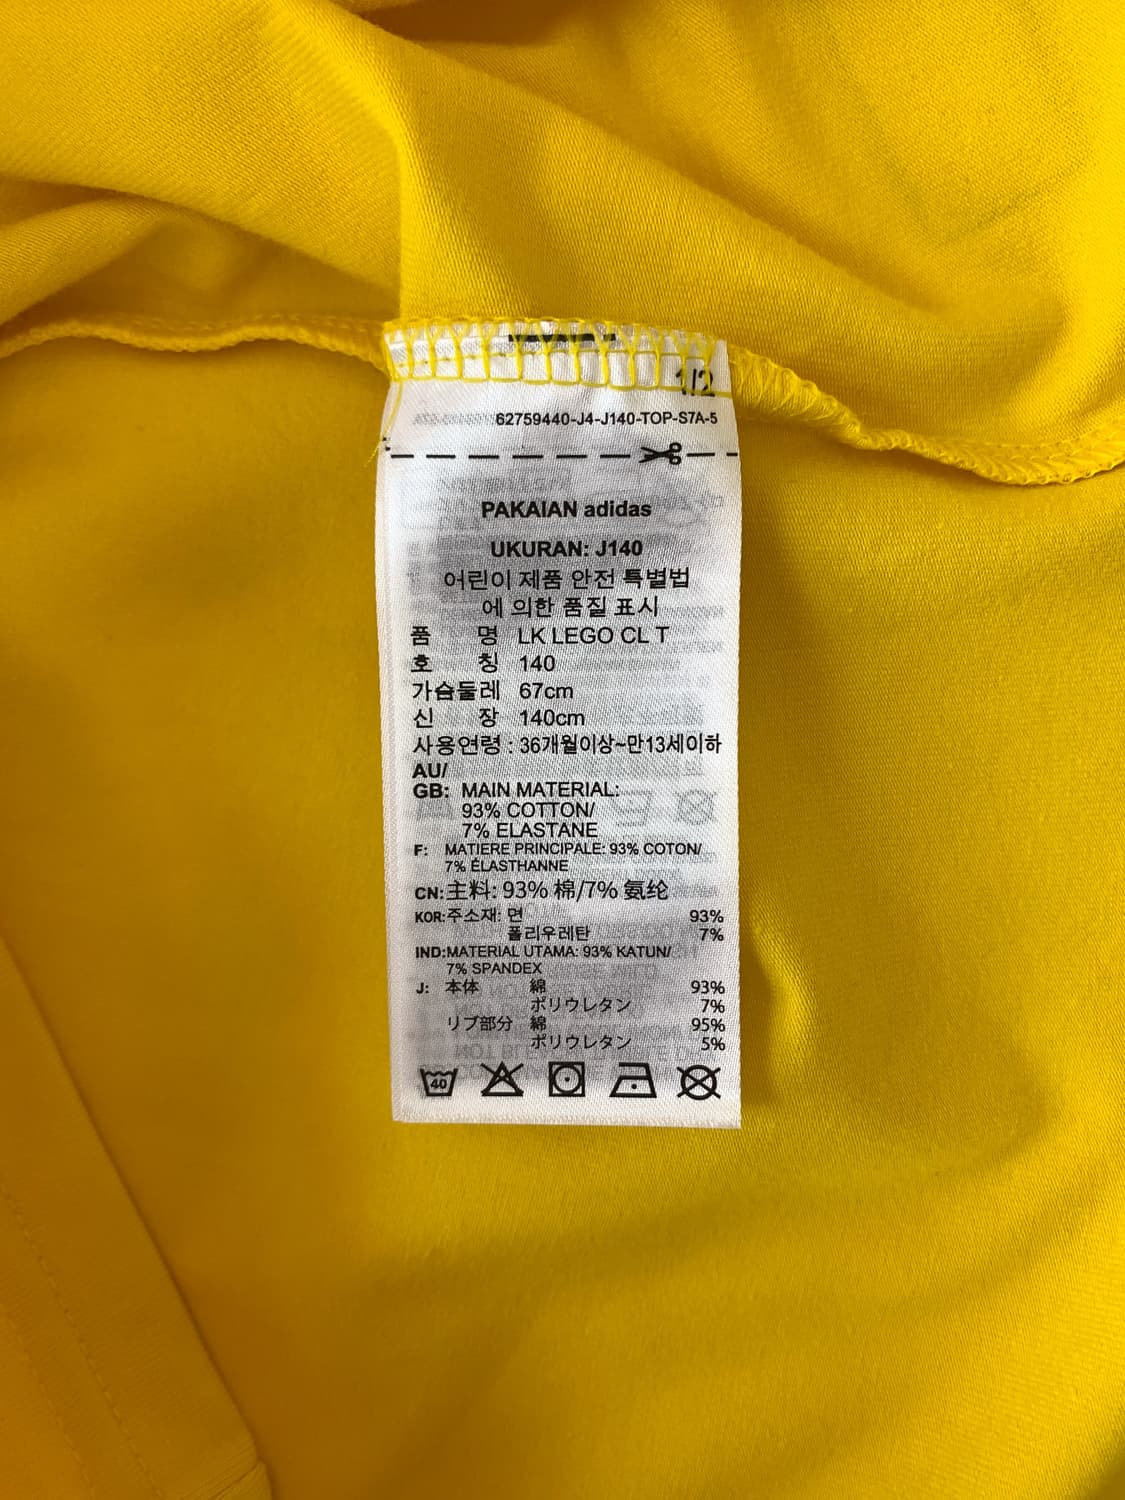 1/2
62759440-J4-J140-TOP-S7A-5
PAKAIAN adidas
UKURAN: J140
어린이 제품 안전 특별법
에 의한 품질 표시
품 명 LK LEGO CL T
호 칭 140
가슴둘레 67cm
신 장 140cm
사용연령 : 36개월이상~만13세이하
AU/
GB: MAIN MATERIAL:
93% COTTON/
7% ELASTANE
F: MATIERE PRINCIPALE: 93% COTON/
7% ÉLASTHANNE
CN: 主料: 93% 棉/7% 氨纶
KOR: 주소재: 면 93%
폴리우레탄 7%
IND: MATERIAL UTAMA: 93% KATUN/
7% SPANDEX
J: 本体 綿 93%
ポリウレタン 7%
リブ部分 綿 95%
ポリウレタン 5%
40